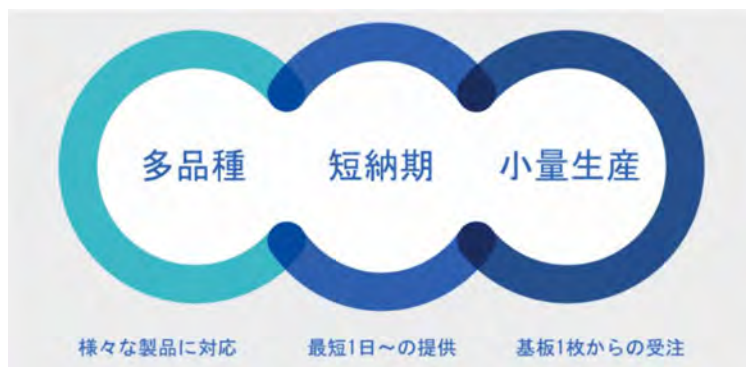 多品種
短納期
小量生産
様々な製品に対応
最短1日～の提供
基板1枚からの受注